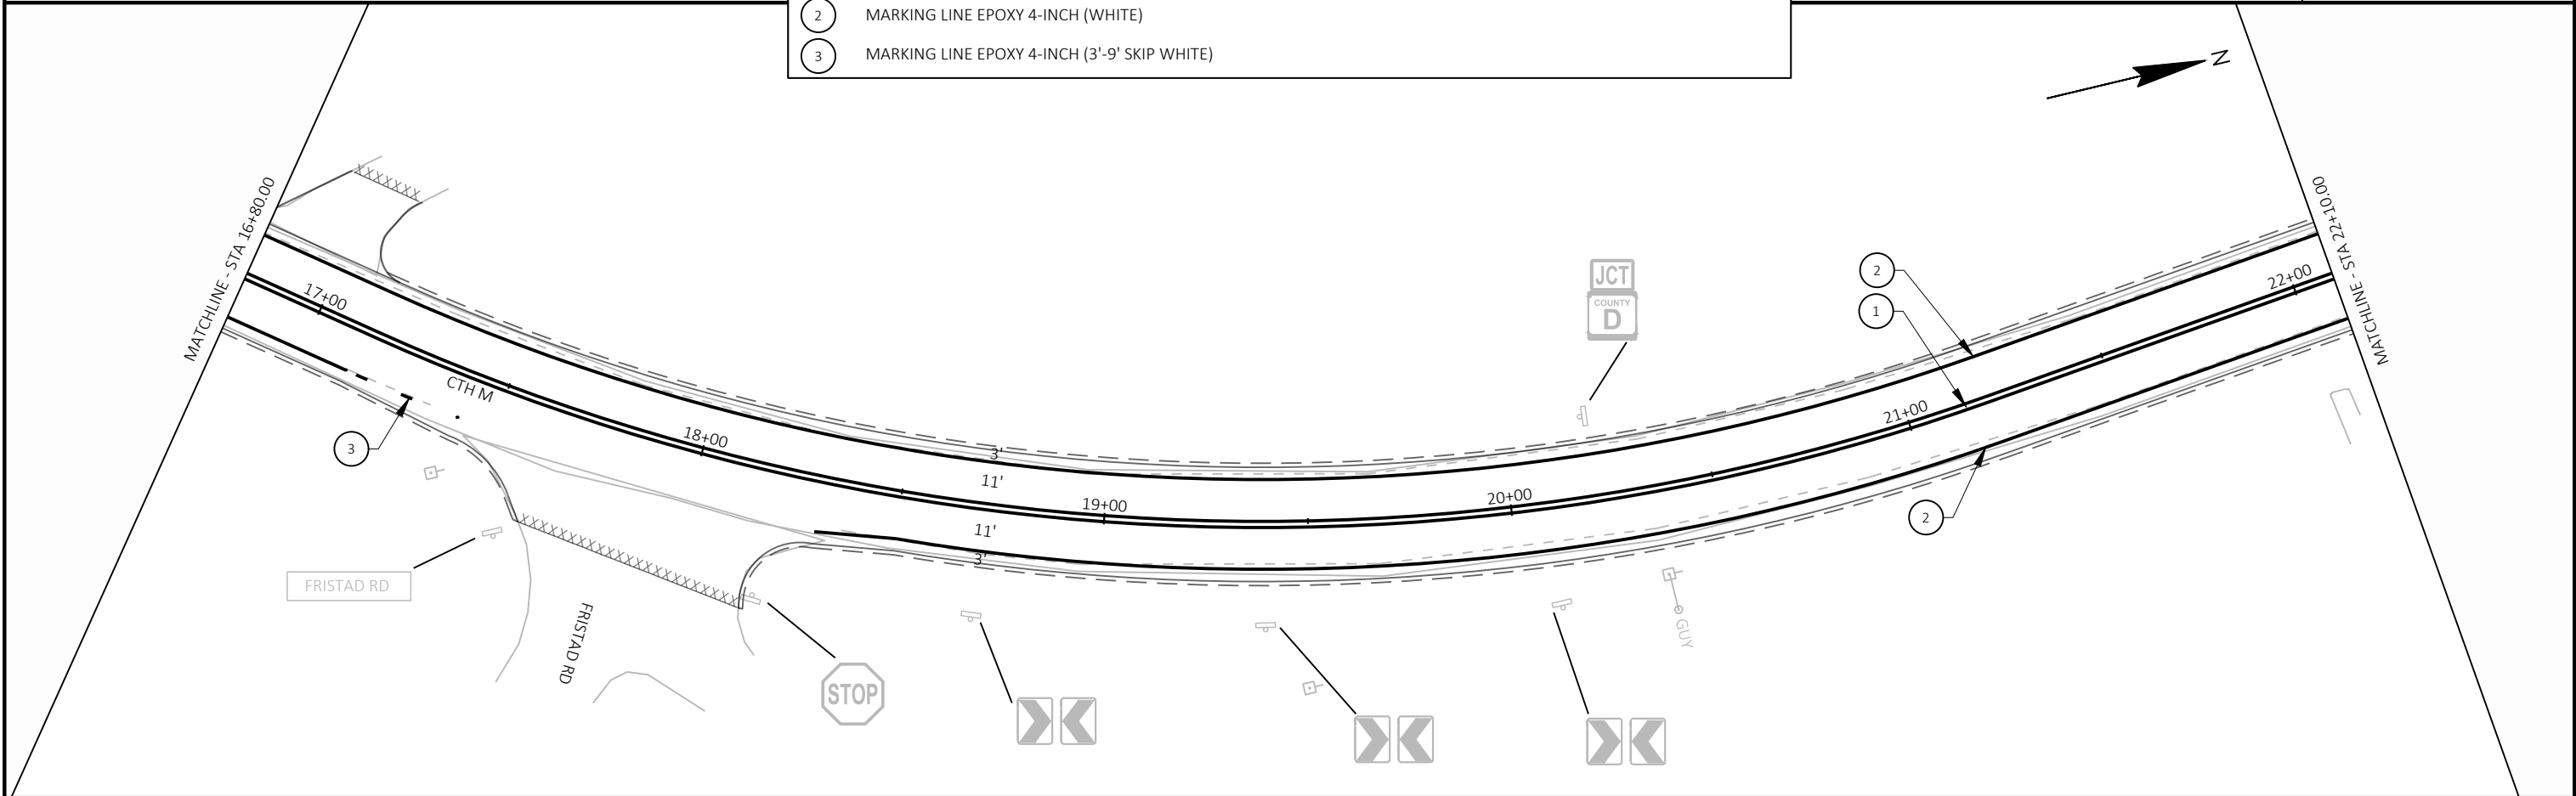 2 MARKING LINE EPOXY 4-INCH (WHITE)
3 MARKING LINE EPOXY 4-INCH (3'-9' SKIP WHITE)
N
MATCHLINE - STA 16+80.00
MATCHLINE - STA 22+10.00
17+00
CTH M
18+00
3'
11'
19+00
11'
3'
20+00
21+00
22+00
JCT
COUNTY
D
2
1
2
3
FRISTAD RD
FRISTAD RD
STOP
GUY